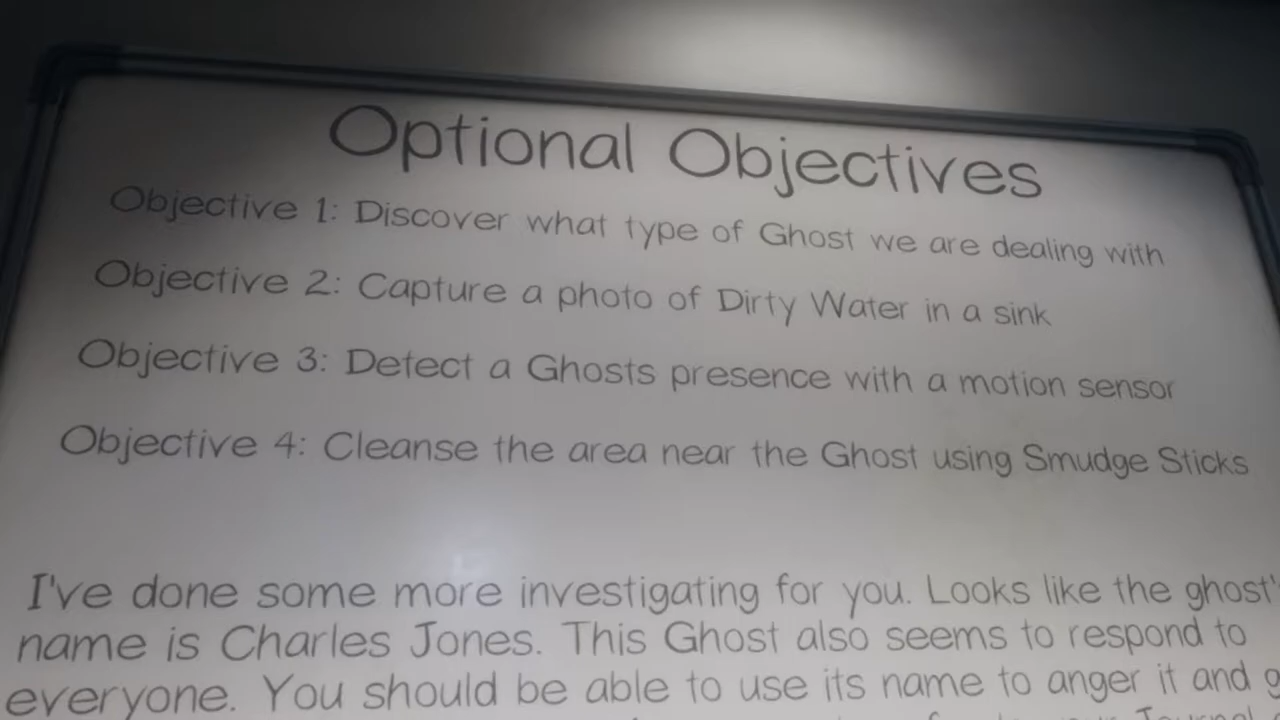 Optional Objectives
Objective 1: Discover what type of Ghost we are dealing with
Objective 2: Capture a photo of Dirty Water in a sink
Objective 3: Detect a Ghosts presence with a motion sensor
Objective 4: Cleanse the area near the Ghost using Smudge Sticks
I've done some more investigating for you. Looks like the ghost'
name is Charles Jones. This Ghost also seems to respond to
everyone. You should be able to use its name to anger it and
Journal